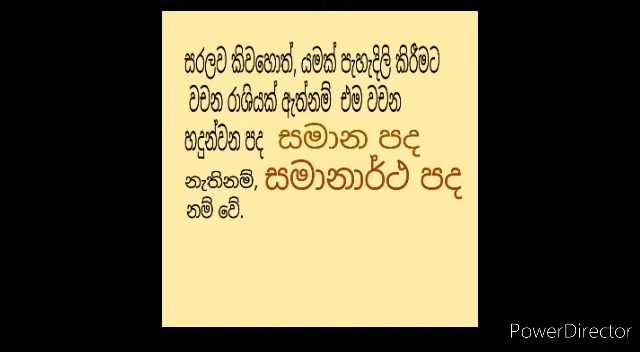 සරලව කිවහොත්, යමක් පැහැදිලි කිරීමට
වචන රාශියක් ඇත්නම් එම වචන
හඳුන්වන පද සමාන පද
නැතිනම්, සමානාර්ථ පද
නම් වේ.
PowerDirector